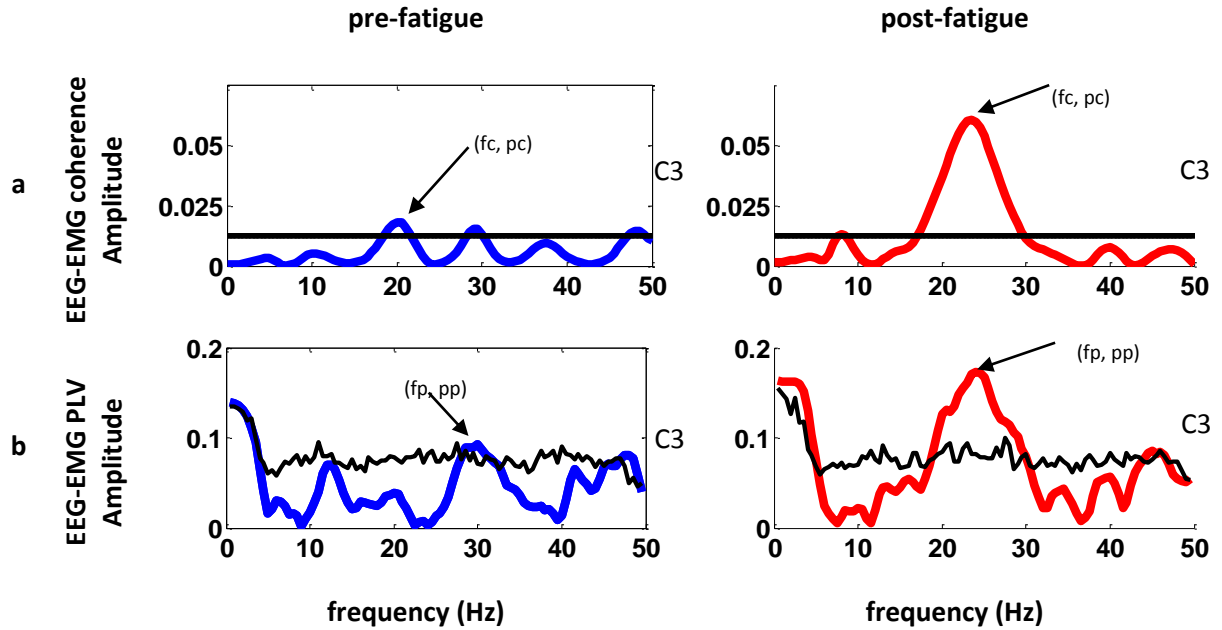 pre-fatigue
post-fatigue
a
EEG-EMG coherence
Amplitude
0.05
0.025
0
0 10 20 30 40 50
(fc, pc)
C3
0.05
0.025
0
0 10 20 30 40 50
(fc, pc)
C3
b
EEG-EMG PLV
Amplitude
0.2
0.1
0
0 10 20 30 40 50
(fp, pp)
C3
0.2
0.1
0
0 10 20 30 40 50
(fp, pp)
C3
frequency (Hz)
frequency (Hz)